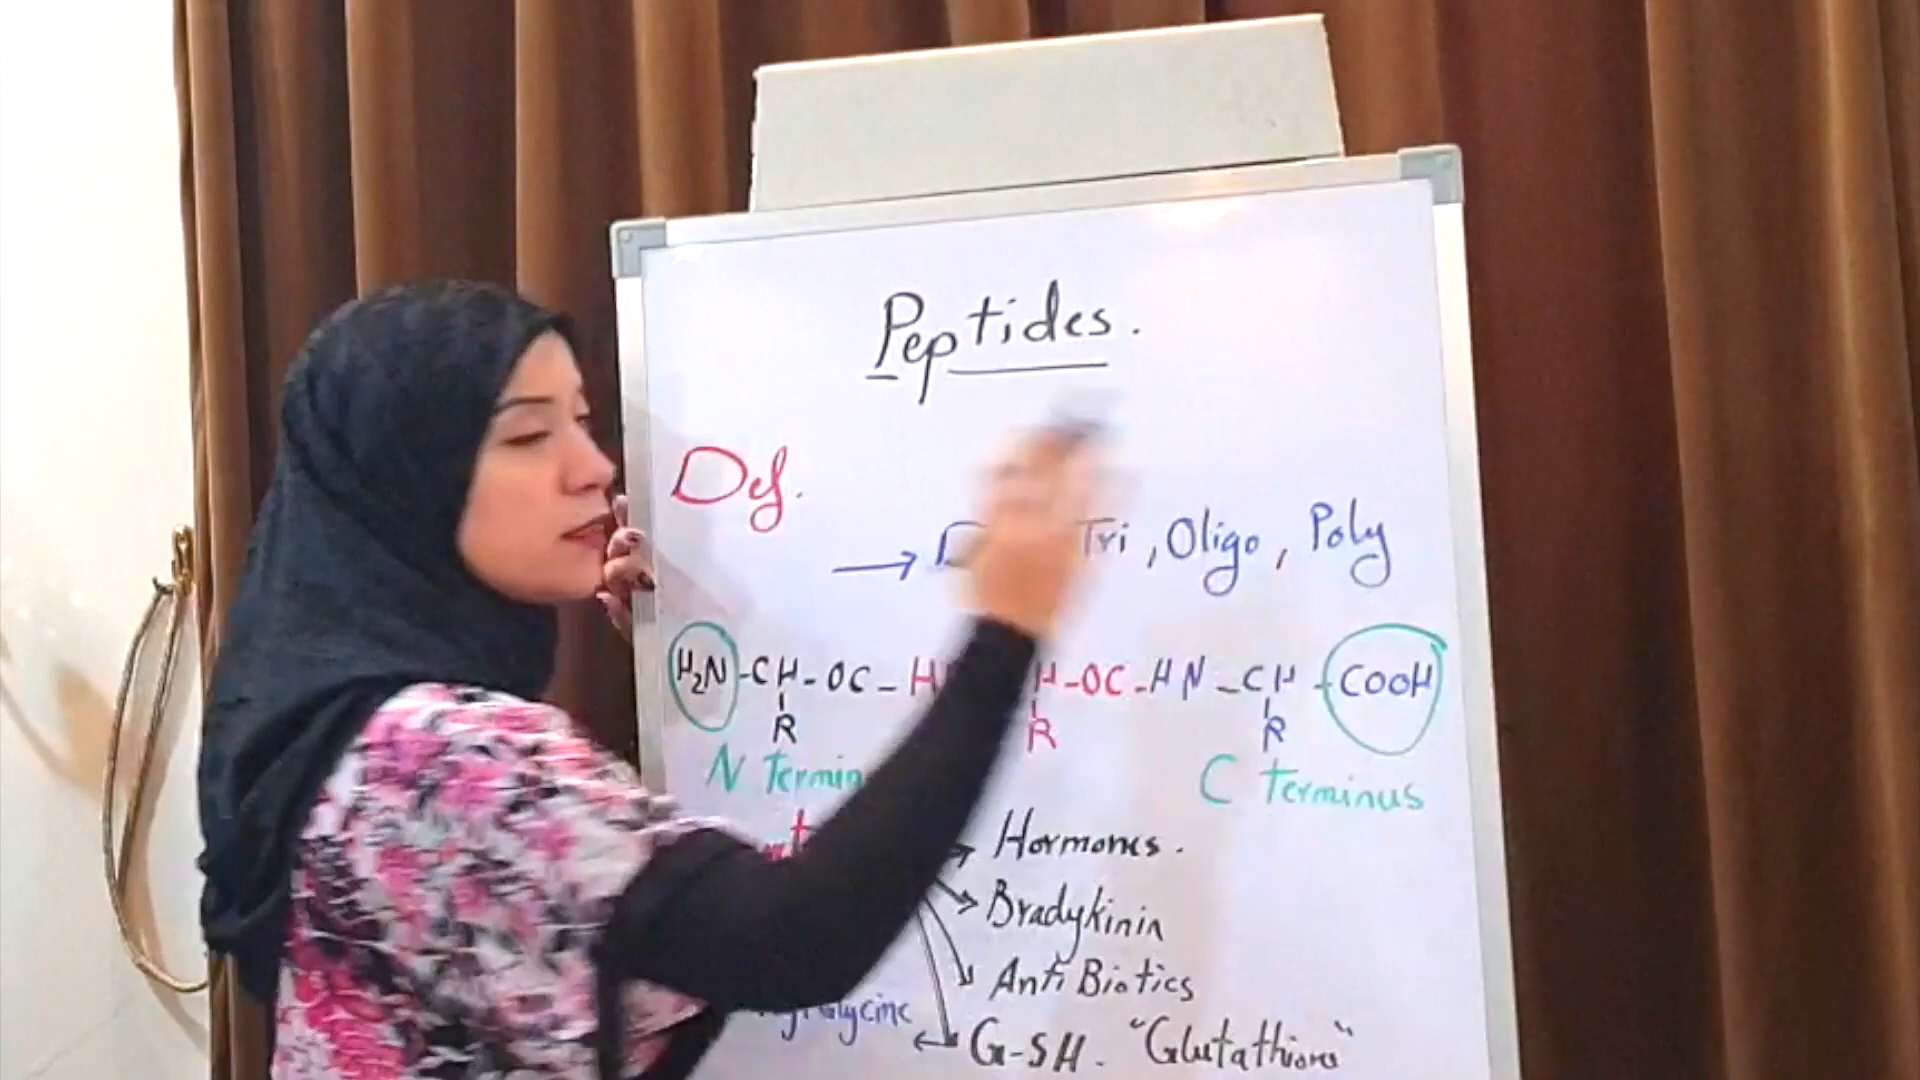 Peptides.
Def.
→ D Tri , Oligo , Poly
H₂N - CH - OC - H H - OC - HN - CH - COOH
R R R
N Termin C terminus
→ Hormones.
→ Bradykinin
AntiBiotics
Glycine ← G-SH. "Glutathione"